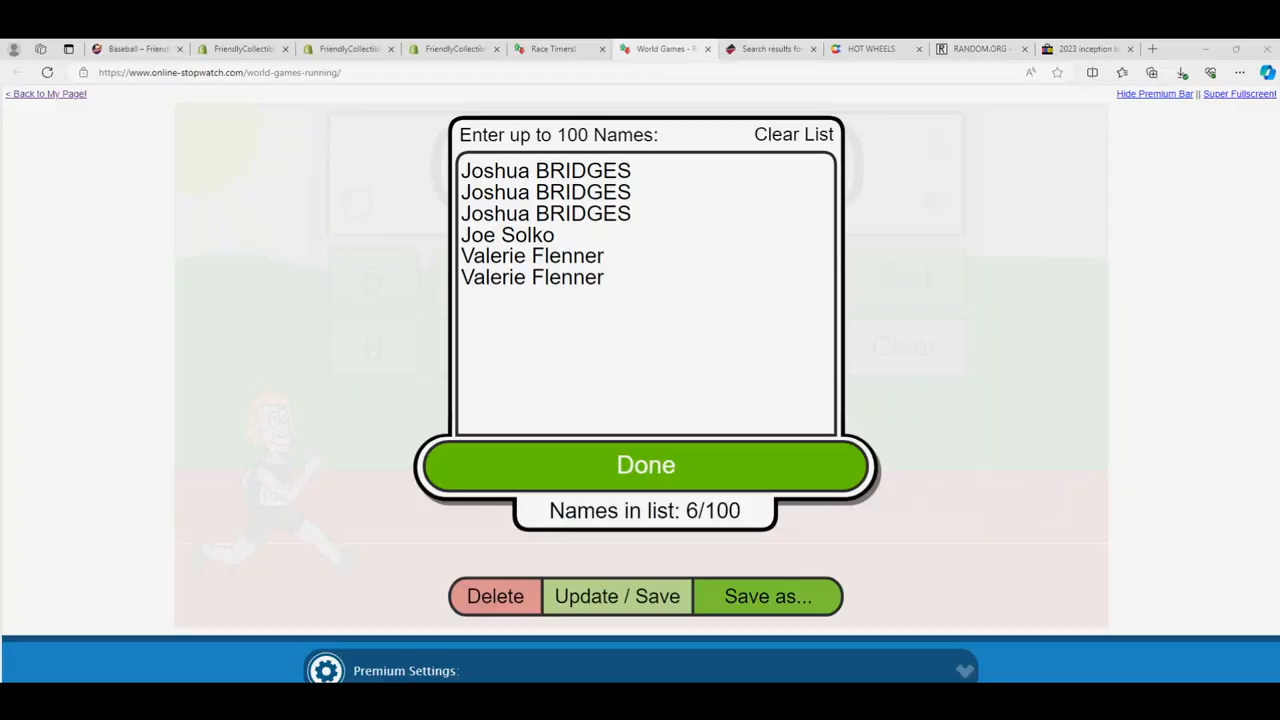 Baseball – Friendl
FriendlyCollectibl
FriendlyCollectibl
FriendlyCollectibl
Race Timers!
World Games - R
Search results fo
HOT WHEELS
RANDOM.ORG -
2023 inception b
https://www.online-stopwatch.com/world-games-running/
< Back to My Page!
Hide Premium Bar || Super Fullscreen!
Enter up to 100 Names:
Clear List
Joshua BRIDGES
Joshua BRIDGES
Joshua BRIDGES
Joe Solko
Valerie Flenner
Valerie Flenner
Done
Names in list: 6/100
Delete
Update / Save
Save as...
Premium Settings: